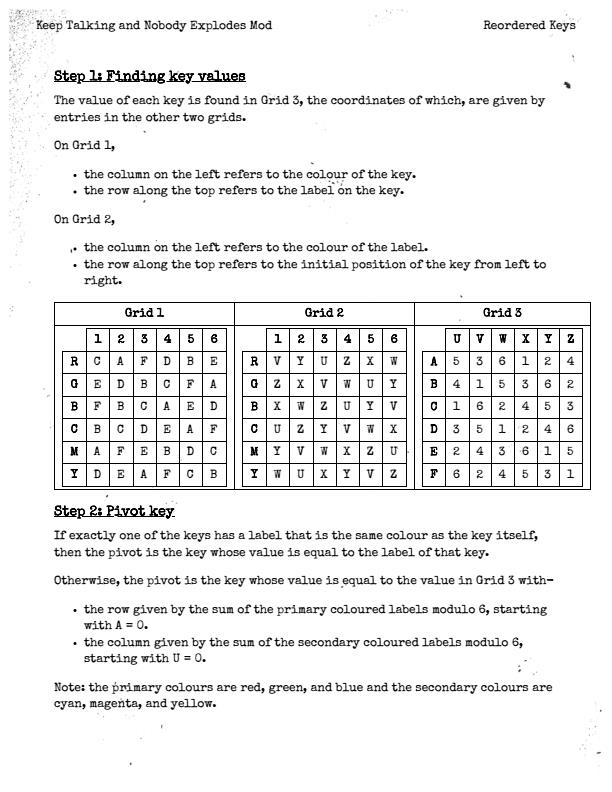 Keep Talking and Nobody Explodes Mod Reordered Keys
Step 1: Finding key values
The value of each key is found in Grid 3, the coordinates of which, are given by
entries in the other two grids.
On Grid 1,
• the column on the left refers to the colour of the key.
• the row along the top refers to the label on the key.
On Grid 2,
• the column on the left refers to the colour of the label.
• the row along the top refers to the initial position of the key from left to
right.
Grid 1 Grid 2 Grid 3
1 2 3 4 5 6 1 2 3 4 5 6 U V W X Y Z
R C A F D B E R V Y U Z X W A 5 3 6 1 2 4
G E D B C F A G Z X V W U Y B 4 1 5 3 6 2
B F B C A E D B X W Z U Y V C 1 6 2 4 5 3
C B C D E A F C U Z Y V W X D 3 5 1 2 4 6
M A F E B D C M Y V W X Z U E 2 4 3 6 1 5
Y D E A F C B Y W U X Y V Z F 6 2 4 5 3 1
Step 2: Pivot key
If exactly one of the keys has a label that is the same colour as the key itself,
then the pivot is the key whose value is equal to the label of that key.
Otherwise, the pivot is the key whose value is equal to the value in Grid 3 with-
• the row given by the sum of the primary coloured labels modulo 6, starting
with A = 0.
• the column given by the sum of the secondary coloured labels modulo 6,
starting with U = 0.
Note: the primary colours are red, green, and blue and the secondary colours are
cyan, magenta, and yellow.